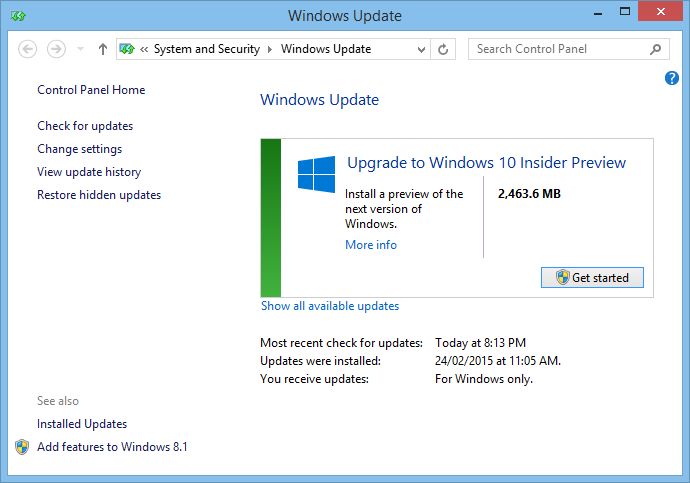 Windows Update
« System and Security Windows Update
Search Control Panel
Control Panel Home
Check for updates
Change settings
View update history
Restore hidden updates
Windows Update
Upgrade to Windows 10 Insider Preview
Install a preview of the
next version of
Windows.
More info
2,463.6 MB
Get started
Show all available updates
Most recent check for updates: Today at 8:13 PM
Updates were installed: 24/02/2015 at 11:05 AM.
You receive updates: For Windows only.
See also
Installed Updates
Add features to Windows 8.1